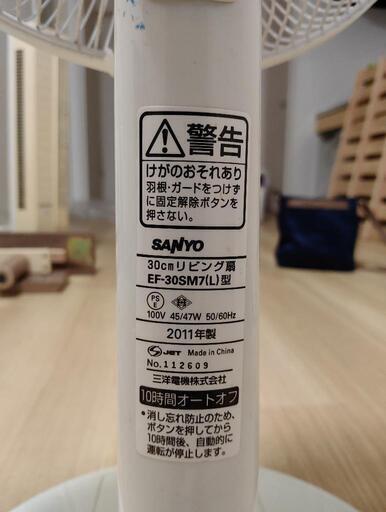 警告
けがのおそれあり
羽根・ガードをつけず
に固定解除ボタンを
押さない。
SANYO
30cmリビング扇
EF-30SM7(L)型
PS
E
100V 45/47W 50/60Hz
2011年製
JET Made in China
No.112609
三洋電機株式会社
10時間オートオフ
•消し忘れ防止のため、
ボタンを押してから
10時間後、自動的に
運転が停止します。